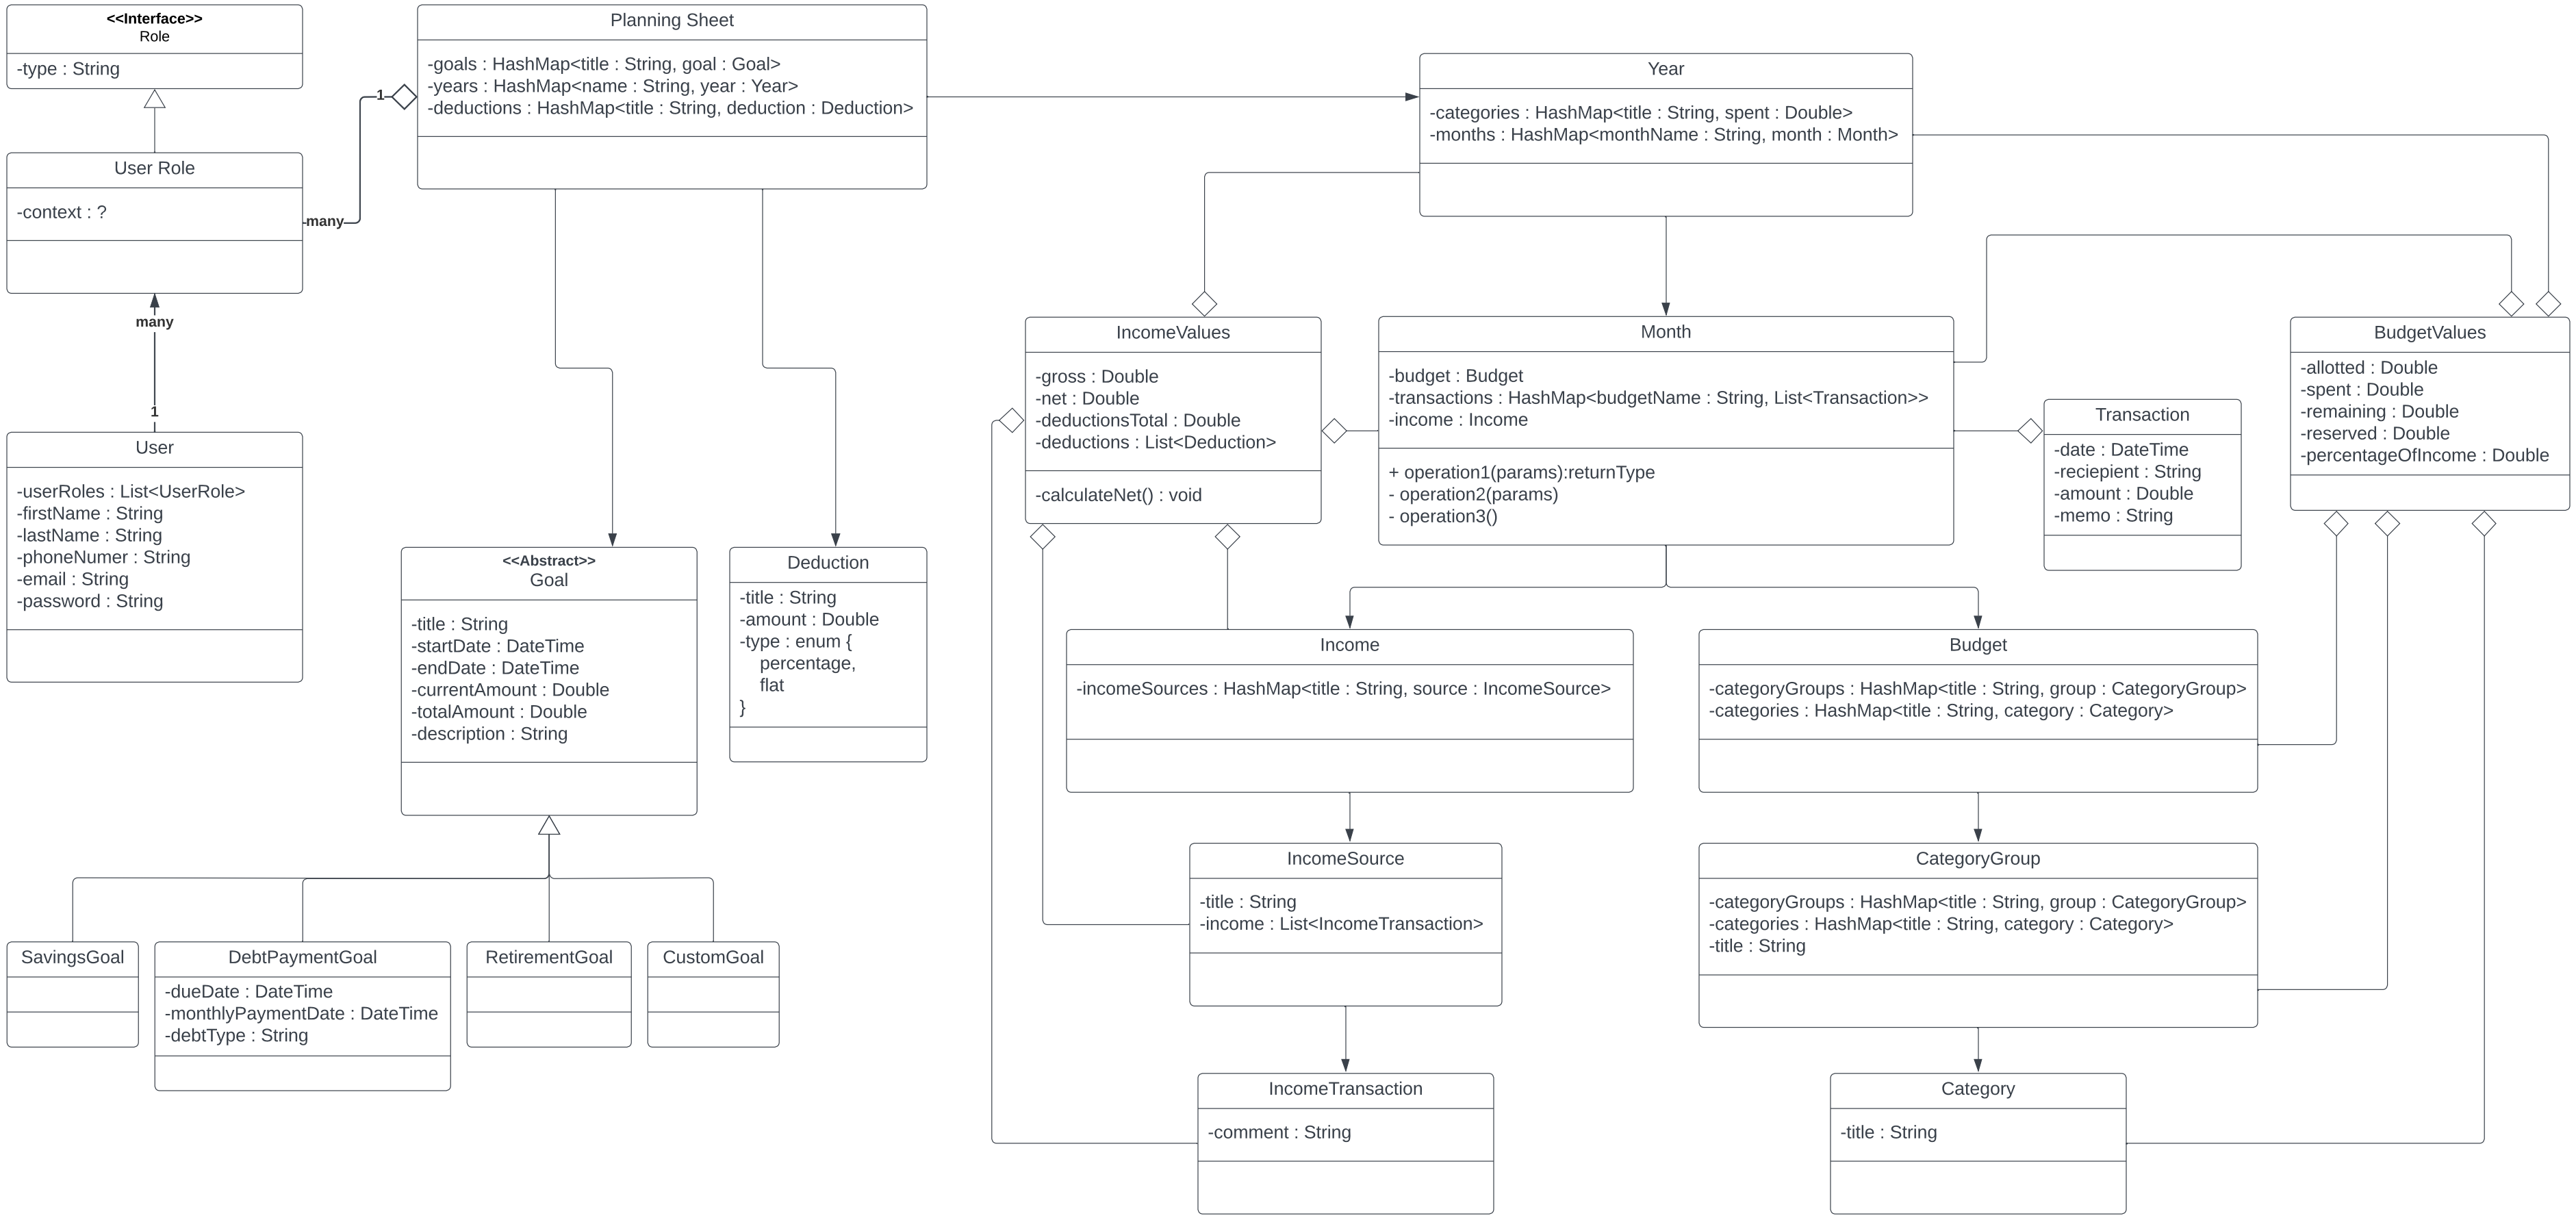 <<Interface>>
Role
-type : String
User Role
-context : ?
many
1
many
1
User
-userRoles : List<UserRole>
-firstName : String
-lastName : String
-phoneNumer : String
-email : String
-password : String
Planning Sheet
-goals : HashMap<title : String, goal : Goal>
-years : HashMap<name : String, year : Year>
-deductions : HashMap<title : String, deduction : Deduction>
<<Abstract>>
Goal
-title : String
-startDate : DateTime
-endDate : DateTime
-currentAmount : Double
-totalAmount : Double
-description : String
Deduction
-title : String
-amount : Double
-type : enum {
percentage,
flat
}
SavingsGoal
DebtPaymentGoal
-dueDate : DateTime
-monthlyPaymentDate : DateTime
-debtType : String
RetirementGoal
CustomGoal
Year
-categories : HashMap<title : String, spent : Double>
-months : HashMap<monthName : String, month : Month>
IncomeValues
-gross : Double
-net : Double
-deductionsTotal : Double
-deductions : List<Deduction>
-calculateNet() : void
Month
-budget : Budget
-transactions : HashMap<budgetName : String, List<Transaction>>
-income : Income
+ operation1(params):returnType
- operation2(params)
- operation3()
Transaction
-date : DateTime
-reciepient : String
-amount : Double
-memo : String
BudgetValues
-allotted : Double
-spent : Double
-remaining : Double
-reserved : Double
-percentageOfIncome : Double
Income
-incomeSources : HashMap<title : String, source : IncomeSource>
Budget
-categoryGroups : HashMap<title : String, group : CategoryGroup>
-categories : HashMap<title : String, category : Category>
IncomeSource
-title : String
-income : List<IncomeTransaction>
CategoryGroup
-categoryGroups : HashMap<title : String, group : CategoryGroup>
-categories : HashMap<title : String, category : Category>
-title : String
IncomeTransaction
-comment : String
Category
-title : String